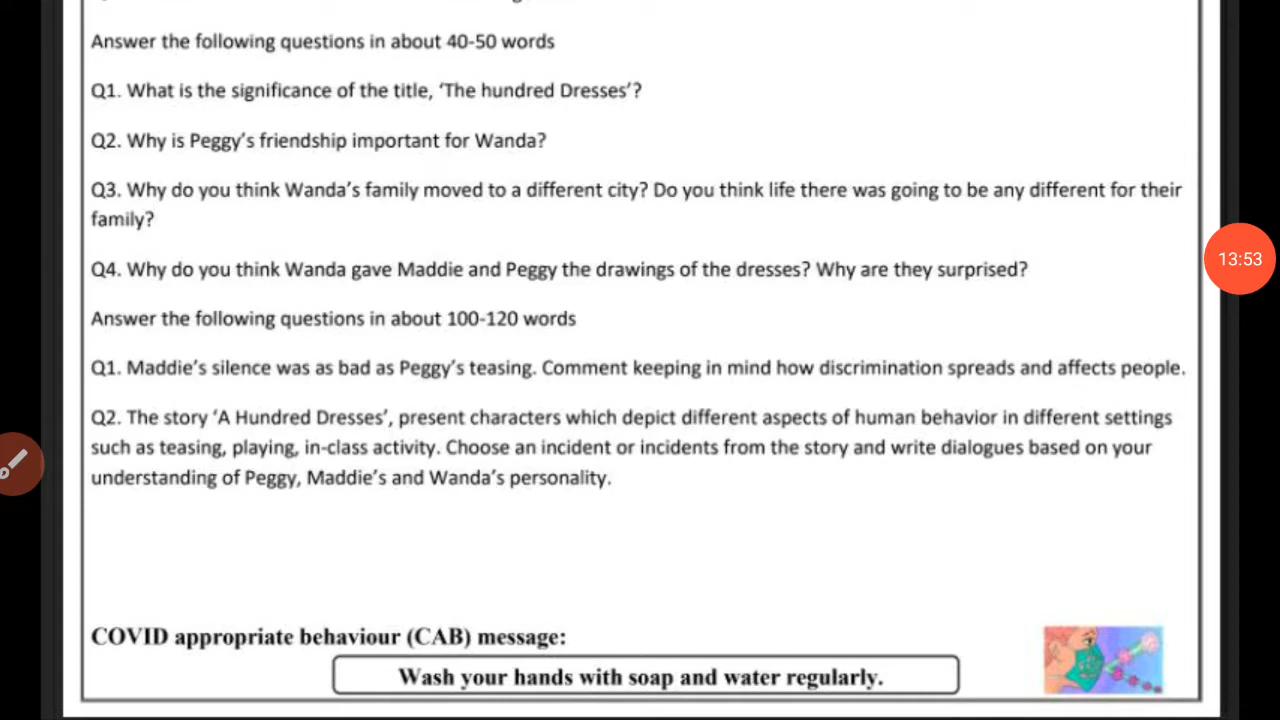 Answer the following questions in about 40-50 words
Q1. What is the significance of the title, ‘The hundred Dresses’?
Q2. Why is Peggy’s friendship important for Wanda?
Q3. Why do you think Wanda’s family moved to a different city? Do you think life there was going to be any different for their
family?
13:53
Q4. Why do you think Wanda gave Maddie and Peggy the drawings of the dresses? Why are they surprised?
Answer the following questions in about 100-120 words
Q1. Maddie’s silence was as bad as Peggy’s teasing. Comment keeping in mind how discrimination spreads and affects people.
Q2. The story ‘A Hundred Dresses’, present characters which depict different aspects of human behavior in different settings
such as teasing, playing, in-class activity. Choose an incident or incidents from the story and write dialogues based on your
understanding of Peggy, Maddie’s and Wanda’s personality.
COVID appropriate behaviour (CAB) message:
Wash your hands with soap and water regularly.